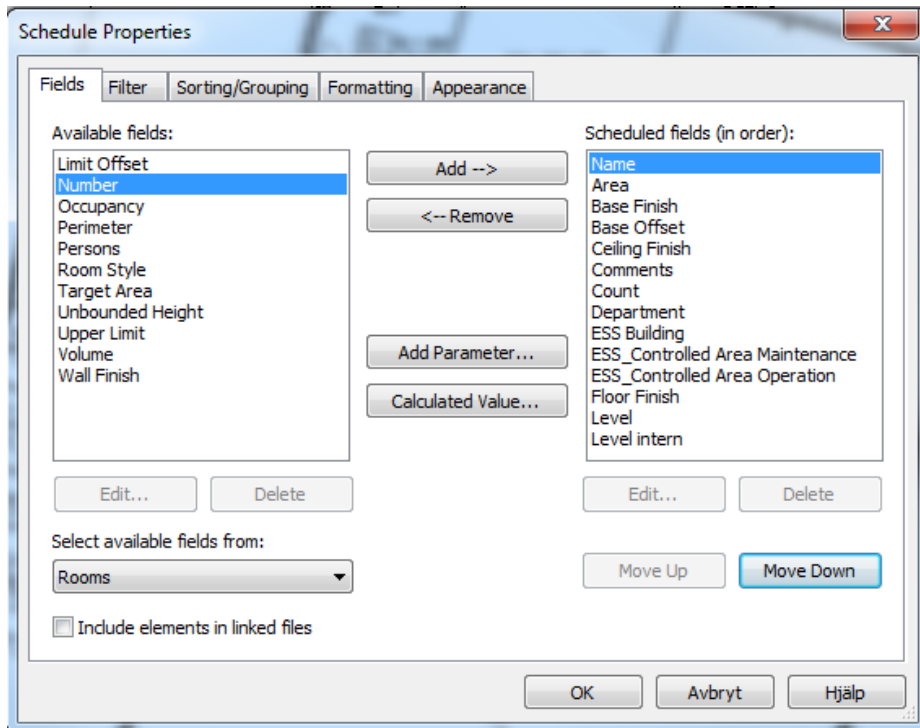 Schedule Properties
Fields
Filter
Sorting/Grouping
Formatting
Appearance
Available fields:
Limit Offset
Number
Occupancy
Perimeter
Persons
Room Style
Target Area
Unbounded Height
Upper Limit
Volume
Wall Finish
Add -->
<-- Remove
Add Parameter...
Calculated Value...
Scheduled fields (in order):
Name
Area
Base Finish
Base Offset
Ceiling Finish
Comments
Count
Department
ESS Building
ESS_Controlled Area Maintenance
ESS_Controlled Area Operation
Floor Finish
Level
Level intern
Edit...
Delete
Edit...
Delete
Select available fields from:
Rooms
Move Up
Move Down
Include elements in linked files
OK
Avbryt
Hjälp